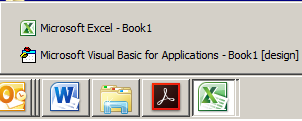 Microsoft Excel - Book1
Microsoft Visual Basic for Applications - Book1 [design]